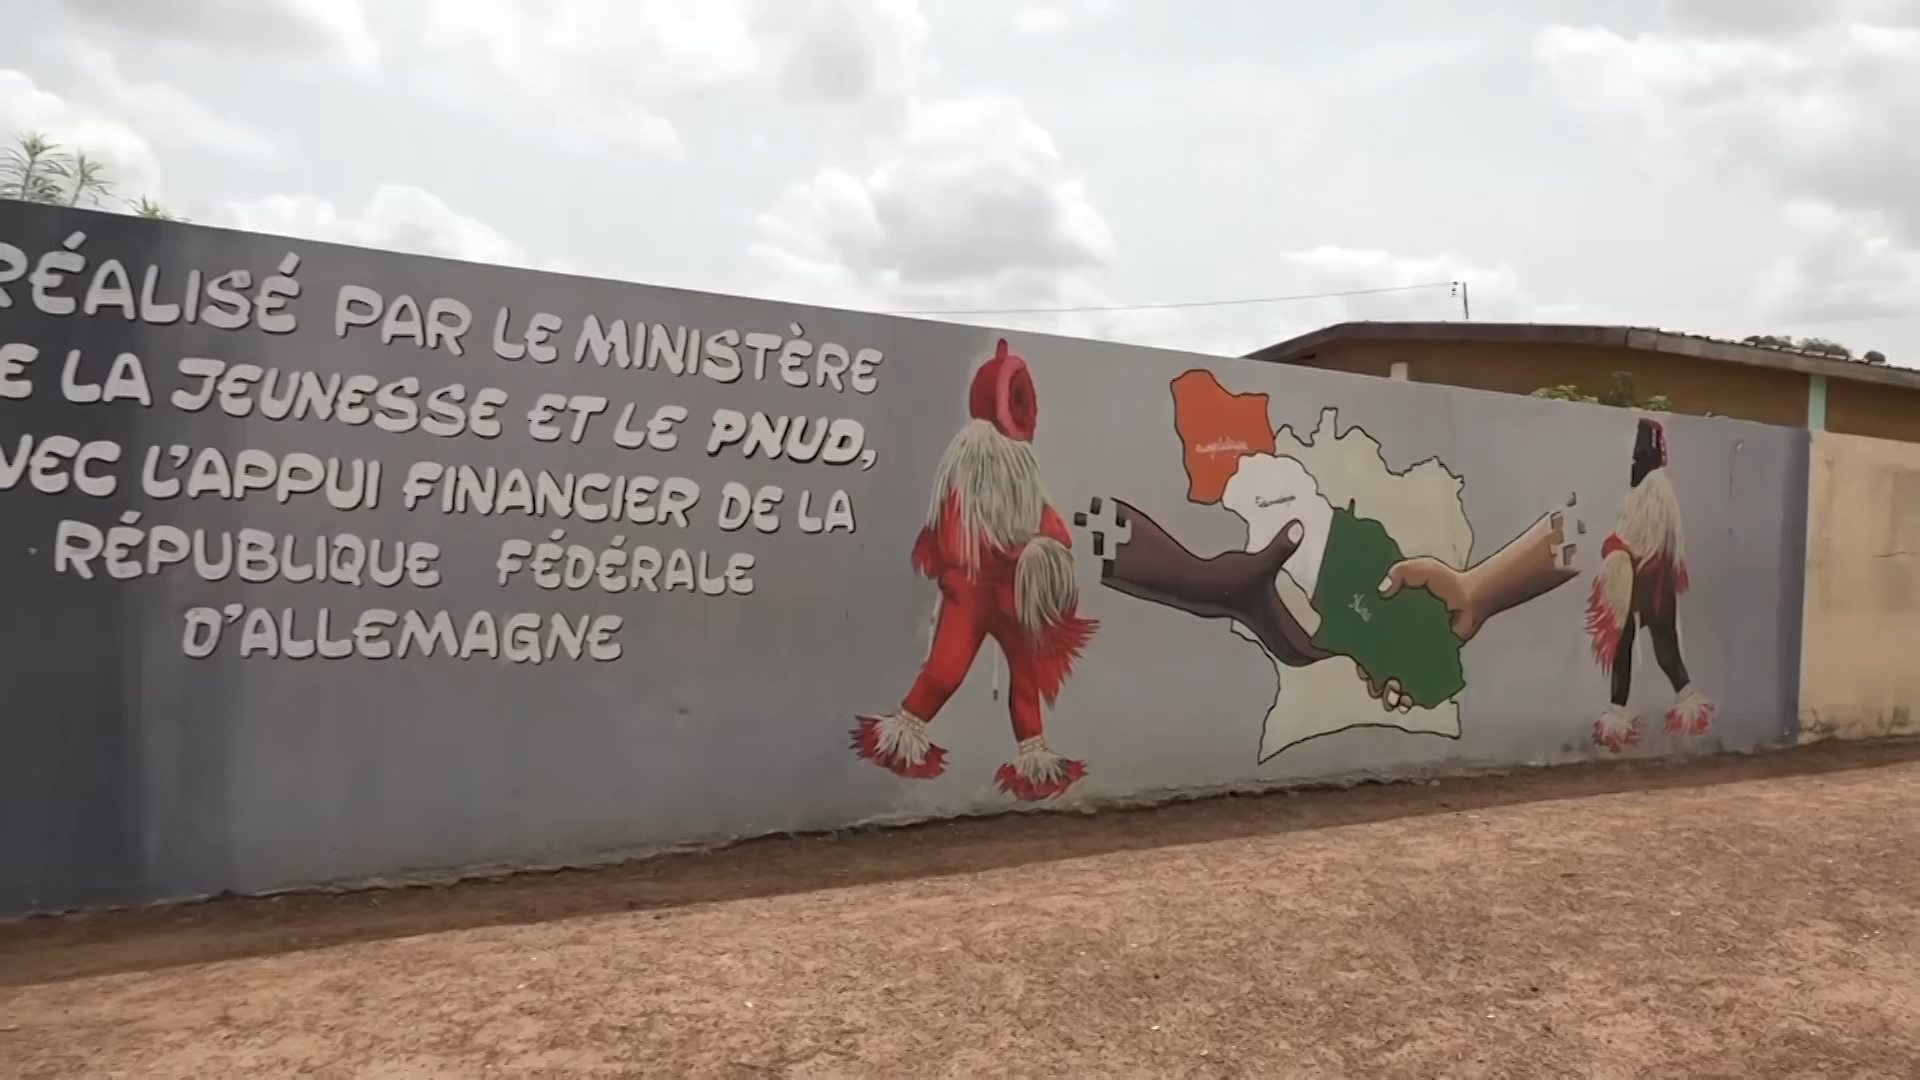 RÉALISÉ PAR LE MINISTÈRE
E LA JEUNESSE ET LE PNUD,
VEC L'APPUI FINANCIER DE LA
RÉPUBLIQUE FÉDÉRALE
D'ALLEMAGNE